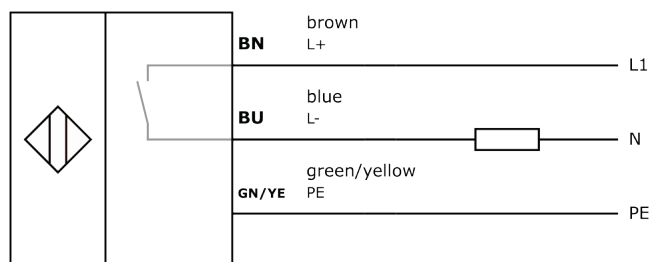 brown
BN L+ L1
blue
BU L- N
green/yellow
GN/YE PE PE